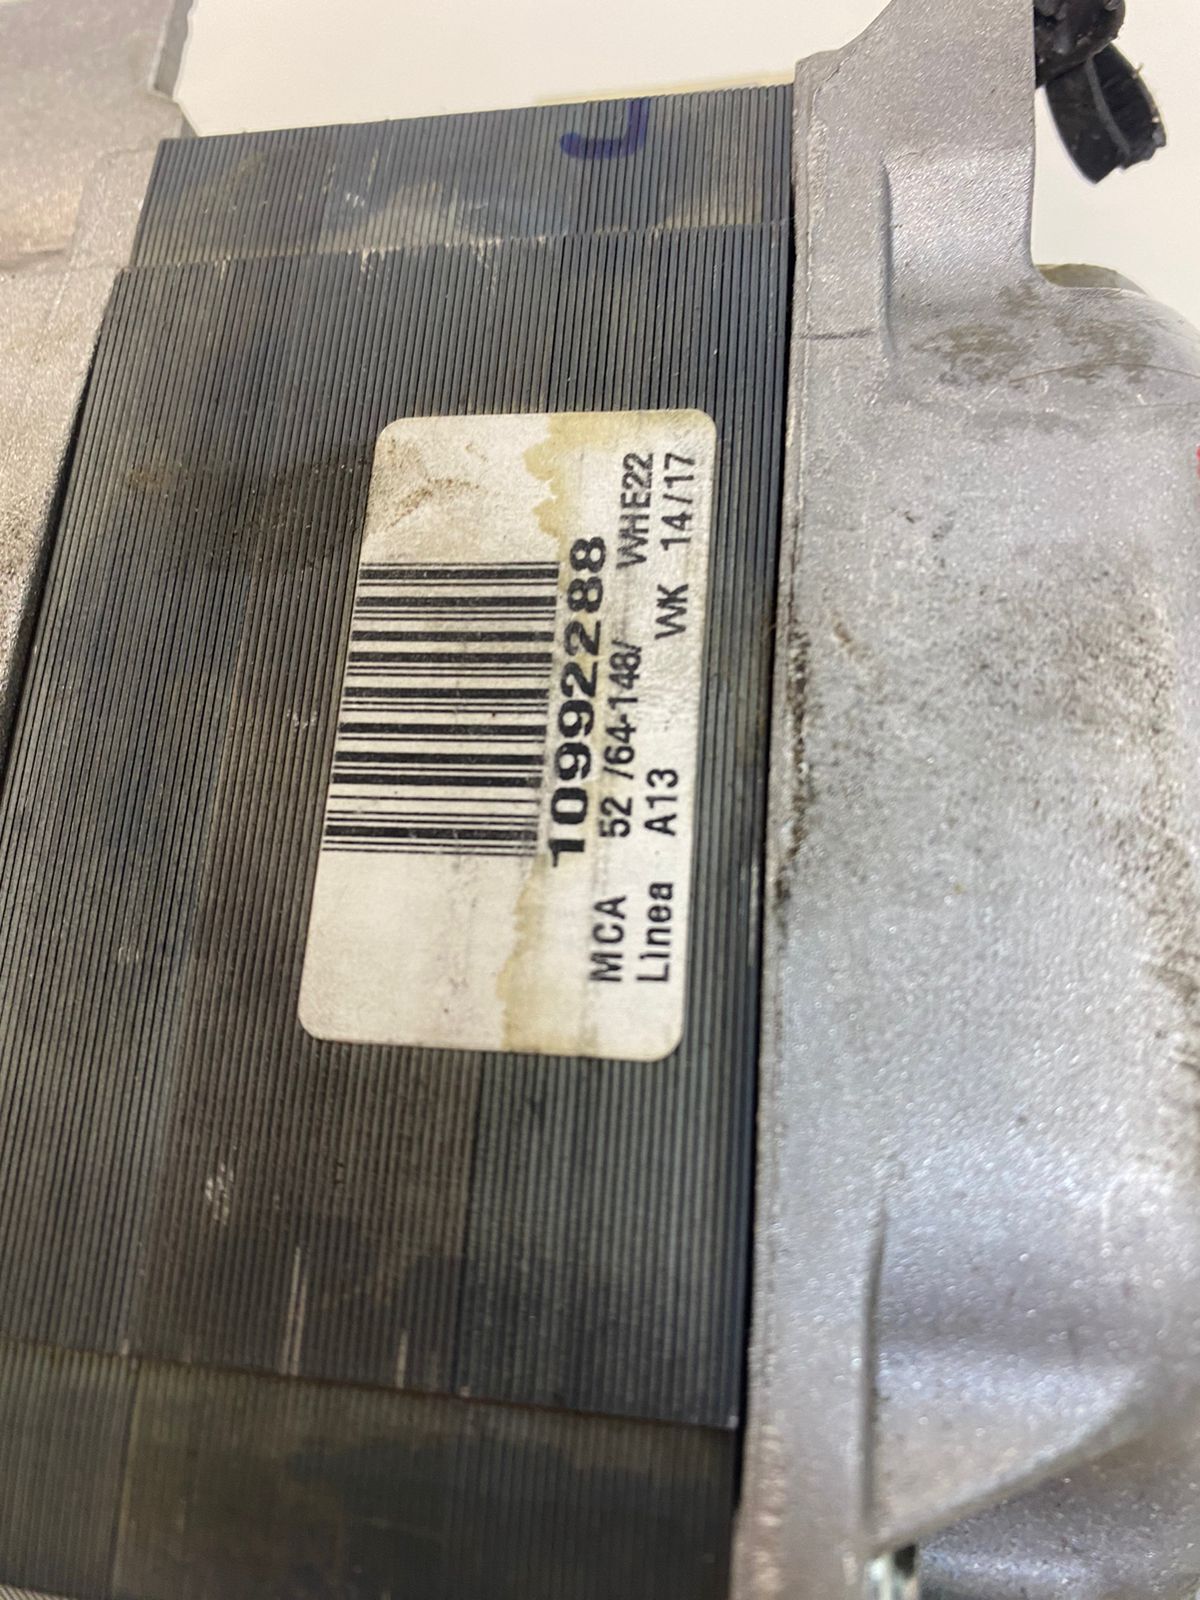 10992288
MCA 52 /64-148/ WHE22
Linea A13 WK 14/17